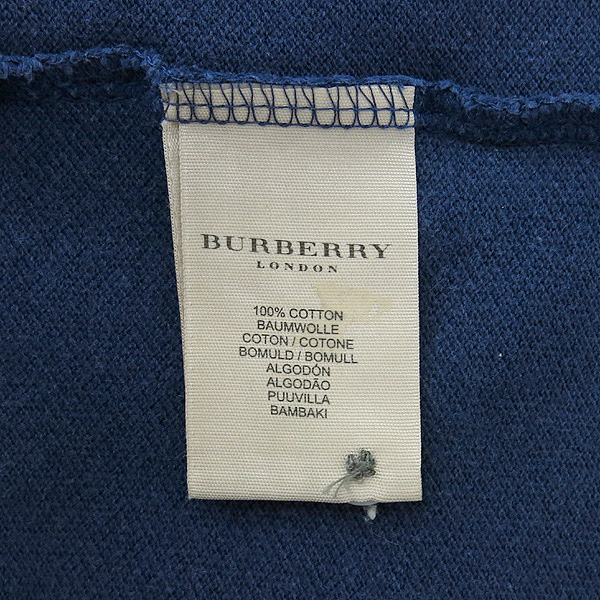 BURBERRY
LONDON
100% COTTON
BAUMWOLLE
COTON / COTONE
BOMULD / BOMULL
ALGODÓN
ALGODÃO
PUUVILLA
BAMBAKI